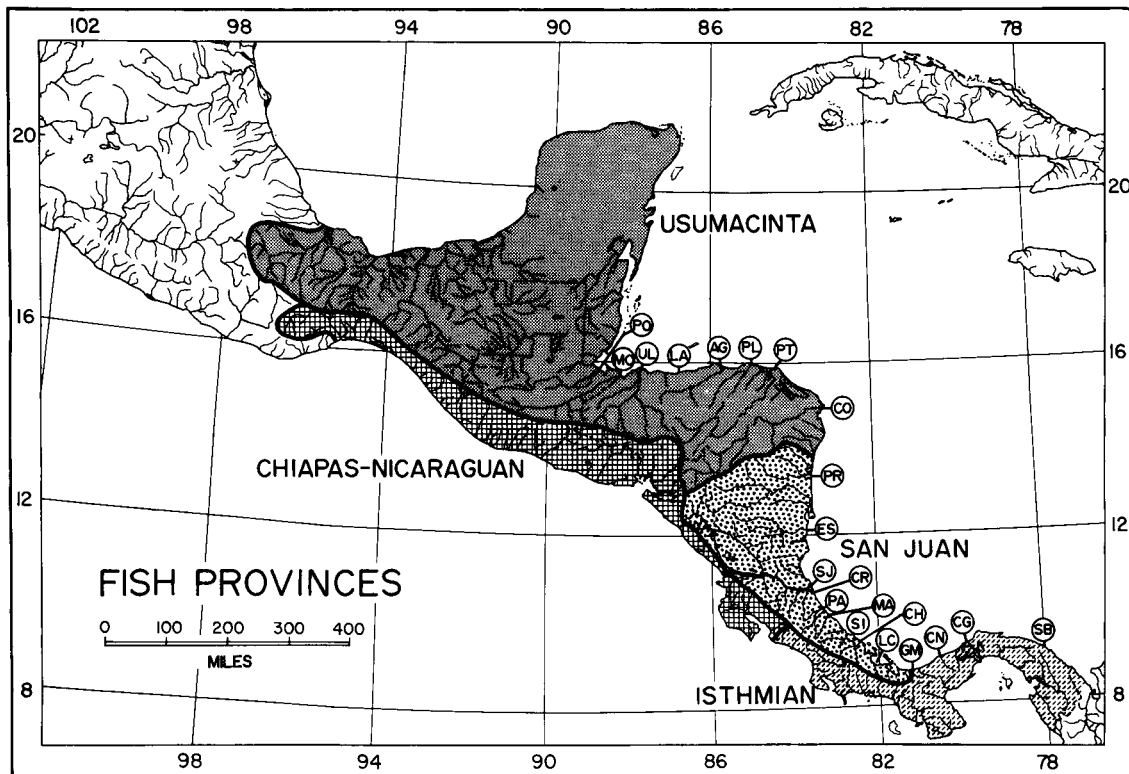 102 98 94 90 86 82 78
20
20
USUMACINTA
16
PO
MO UL LA AG PL PT
16
CO
CHIAPAS-NICARAGUAN
PR
12
12
ES
SAN JUAN
FISH PROVINCES
SJ CR
PA MA CH
0 100 200 300 400
SI CG SB
MILES
LC GM CN
8
8
ISTHMIAN
98 94 90 86 82 78